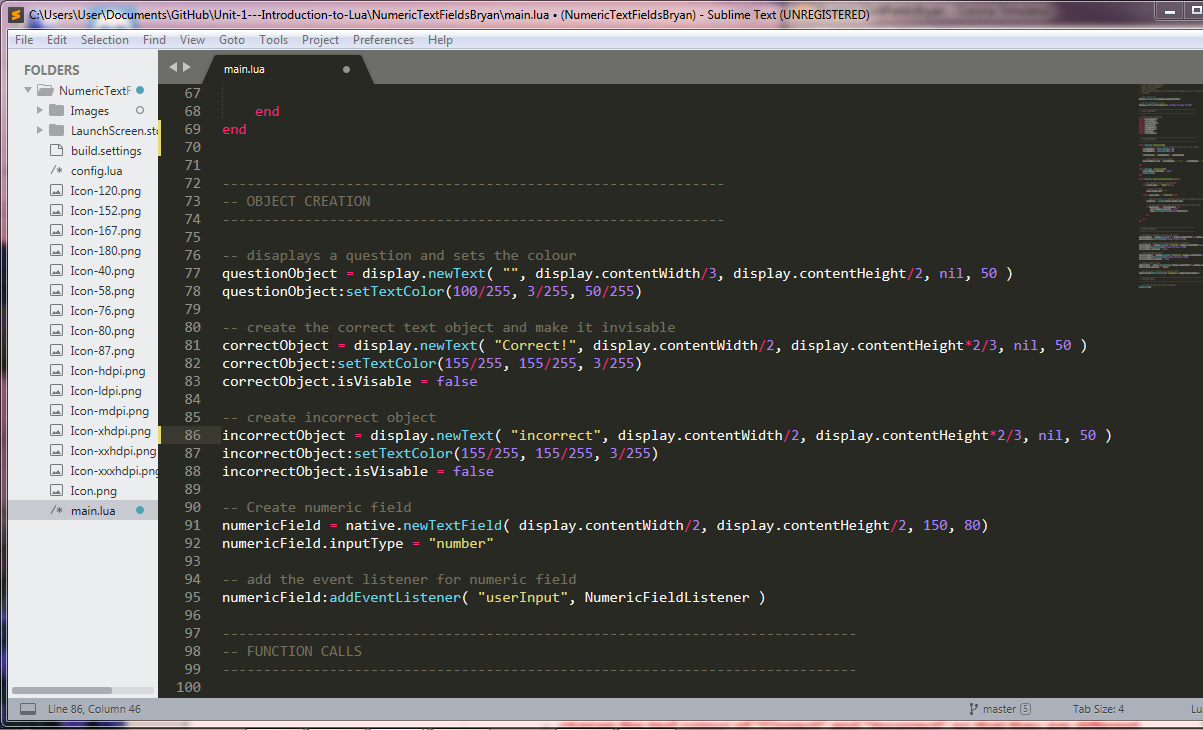 C:\Users\User\Documents\GitHub\Unit-1---Introduction-to-Lua\NumericTextFieldsBryan\main.lua • (NumericTextFieldsBryan) - Sublime Text (UNREGISTERED)
File Edit Selection Find View Goto Tools Project Preferences Help
FOLDERS
NumericTextF
Images
LaunchScreen.sto
build.settings
/* config.lua
Icon-120.png
Icon-152.png
Icon-167.png
Icon-180.png
Icon-40.png
Icon-58.png
Icon-76.png
Icon-80.png
Icon-87.png
Icon-hdpi.png
Icon-ldpi.png
Icon-mdpi.png
Icon-xhdpi.png
Icon-xxhdpi.png
Icon-xxxhdpi.png
Icon.png
/* main.lua
main.lua
67
68 end
69 end
70
71
72 -------------------------------------------------------------
73 -- OBJECT CREATION
74 -------------------------------------------------------------
75
76 -- disaplays a question and sets the colour
77 questionObject = display.newText( "", display.contentWidth/3, display.contentHeight/2, nil, 50 )
78 questionObject:setTextColor(100/255, 3/255, 50/255)
79
80 -- create the correct text object and make it invisable
81 correctObject = display.newText( "Correct!", display.contentWidth/2, display.contentHeight*2/3, nil, 50 )
82 correctObject:setTextColor(155/255, 155/255, 3/255)
83 correctObject.isVisable = false
84
85 -- create incorrect object
86 incorrectObject = display.newText( "incorrect", display.contentWidth/2, display.contentHeight*2/3, nil, 50 )
87 incorrectObject:setTextColor(155/255, 155/255, 3/255)
88 incorrectObject.isVisable = false
89
90 -- Create numeric field
91 numericField = native.newTextField( display.contentWidth/2, display.contentHeight/2, 150, 80)
92 numericField.inputType = "number"
93
94 -- add the event listener for numeric field
95 numericField:addEventListener( "userInput", NumericFieldListener )
96
97 -----------------------------------------------------------------------------
98 -- FUNCTION CALLS
99 -----------------------------------------------------------------------------
100
Line 86, Column 46 master 5 Tab Size: 4 Lu